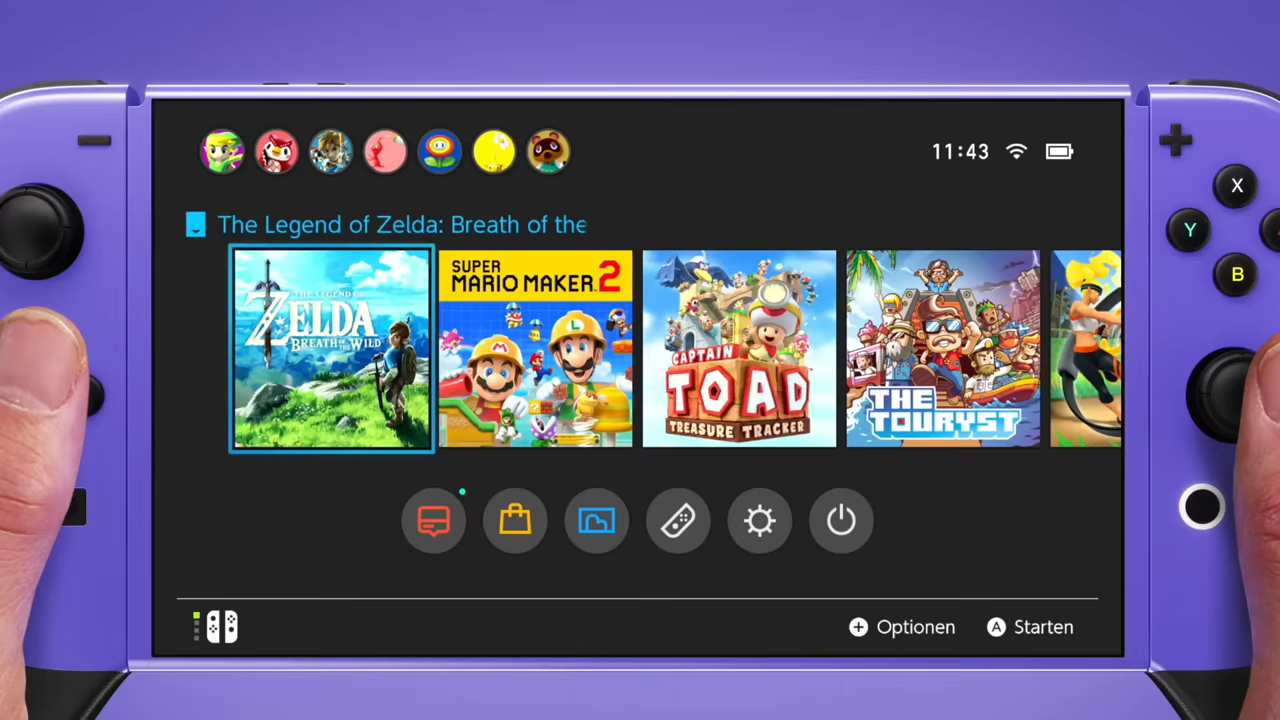 11:43
The Legend of Zelda: Breath of the
THE LEGEND OF
ZELDA
BREATH OF THE WILD
SUPER
MARIO MAKER 2
CAPTAIN
TOAD
TREASURE TRACKER
THE
TOURYST
X
Y
B
M
L
+ Optionen
A Starten